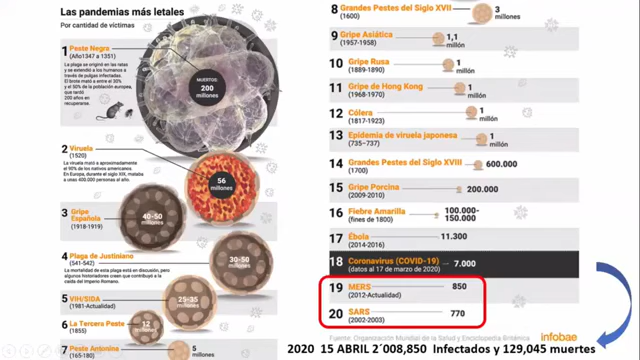 Las pandemias más letales
Por cantidad de víctimas
1 Peste Negra
(Año1347 a 1351)
La plaga se originó en las ratas
y se extendió a los humanos a
través de pulgas infectadas.
El brote mató a entre el 30%
y el 50% de la población europea,
que tardó
200 años en
recuperarse.
MUERTOS:
200
millones
2 Viruela
(1520)
La viruela mató a aproximadamente
el 90% de los nativos americanos.
En Europa, durante el siglo XIX, mataba
a unas 400.000 personas al año.
56
millones
3 Gripe
Española
(1918-1919)
40-50
millones
4 Plaga de Justiniano
(541-542)
La mortalidad de esta plaga está en discusión, pero
algunos historiadores creen que contribuyó a la
caída del Imperio Romano.
30-50
millones
5 VIH/SIDA
(1981-Actualidad)
25-35
millones
6 La Tercera Peste
(1855)
12
millones
7 Peste Antonina
(165-180)
5
millones
8 Grandes Pestes del Siglo XVII
(1600)
3
millones
9 Gripe Asiática
(1957-1958)
1,1
millón
10 Gripe Rusa
(1889-1890)
1
millón
11 Gripe de Hong Kong
(1968-1970)
1
millón
12 Cólera
(1817-1923)
1
millón
13 Epidemia de viruela japonesa
(735-737)
1
millón
14 Grandes Pestes del Siglo XVIII
(1700)
600.000
15 Gripe Porcina
(2009-2010)
200.000
16 Fiebre Amarilla
(fines de 1800)
100.000-
150.000
17 Ébola
(2014-2016)
11.300
18 Coronavirus (COVID-19)
(datos al 17 de marzo de 2020)
7.000
19 MERS
(2012-Actualidad)
850
20 SARS
(2002-2003)
770
Fuente: Organización Mundial de la Salud y Enciclopedia Británica
infobae
2020 15 ABRIL 2´008,850 Infectados y 129,045 muertes